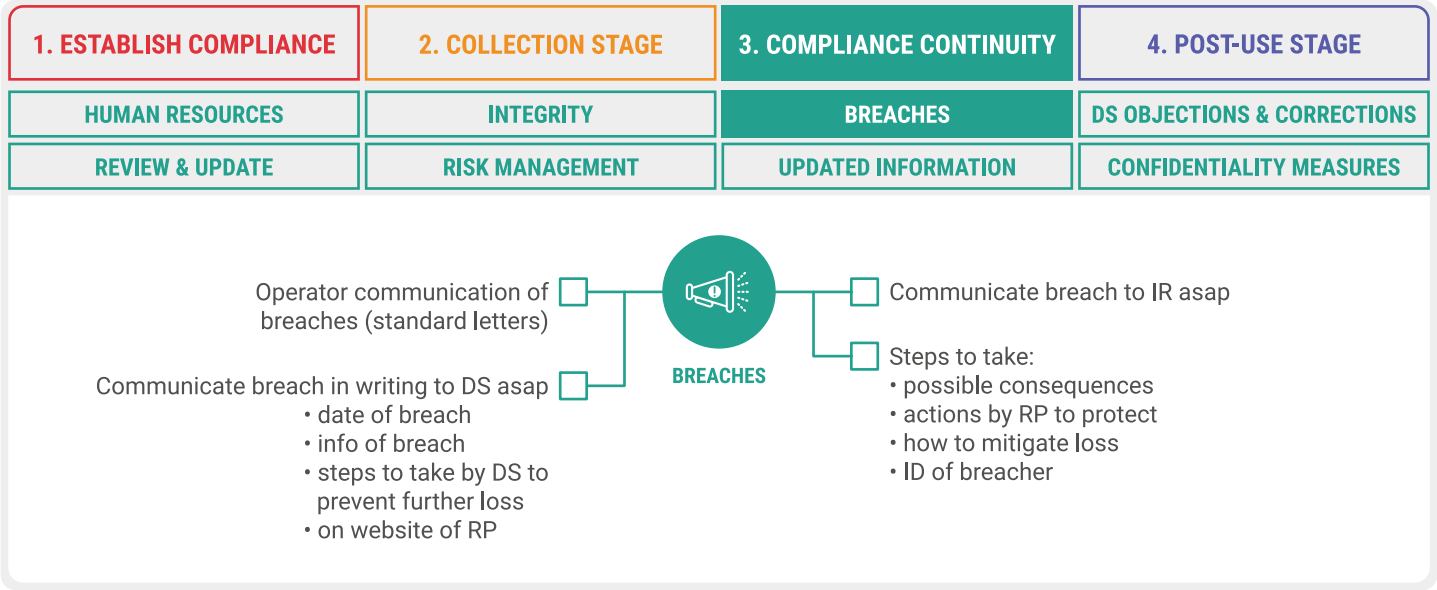 1. ESTABLISH COMPLIANCE
2. COLLECTION STAGE
3. COMPLIANCE CONTINUITY
4. POST-USE STAGE
HUMAN RESOURCES
INTEGRITY
BREACHES
DS OBJECTIONS & CORRECTIONS
REVIEW & UPDATE
RISK MANAGEMENT
UPDATED INFORMATION
CONFIDENTIALITY MEASURES
Operator communication of
breaches (standard letters)
Communicate breach in writing to DS asap
• date of breach
• info of breach
• steps to take by DS to
prevent further loss
• on website of RP
BREACHES
Communicate breach to IR asap
Steps to take:
• possible consequences
• actions by RP to protect
• how to mitigate loss
• ID of breacher